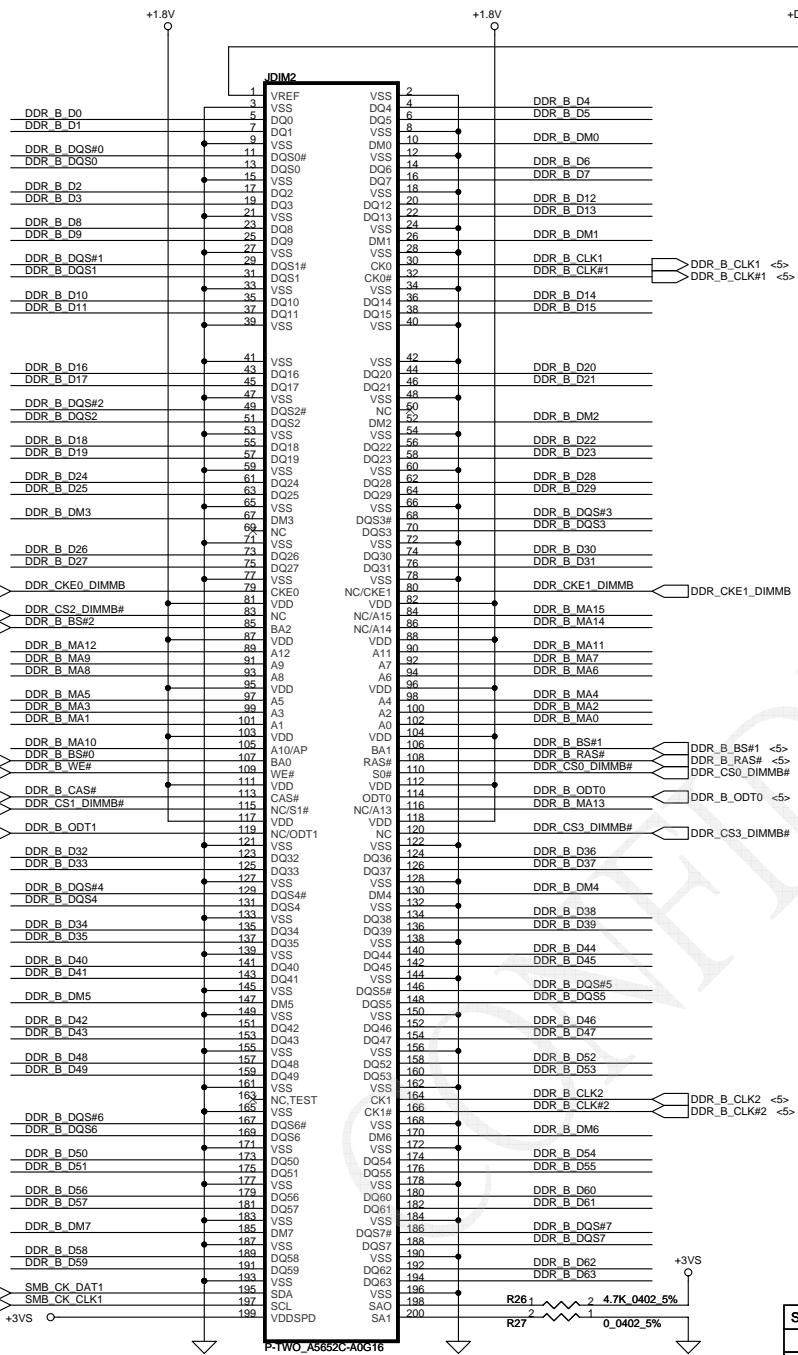 +1.8V +1.8V +D
JDIM2
1 VREF VSS 2
3 VSS DQ4 4 DDR_B_D4
DDR_B_D0 5 DQ0 DQ5 6 DDR_B_D5
DDR_B_D1 7 DQ1 VSS 8
9 VSS DM0 10 DDR_B_DM0
DDR_B_DQS#0 11 DQS0# VSS 12
DDR_B_DQS0 13 DQS0 DQ6 14 DDR_B_D6
15 VSS DQ7 16 DDR_B_D7
DDR_B_D2 17 DQ2 VSS 18
DDR_B_D3 19 DQ3 DQ12 20 DDR_B_D12
21 VSS DQ13 22 DDR_B_D13
DDR_B_D8 23 DQ8 VSS 24
DDR_B_D9 25 DQ9 DM1 26 DDR_B_DM1
27 VSS VSS 28
DDR_B_DQS#1 29 DQS1# CK0 30 DDR_B_CLK1 DDR_B_CLK1 <5>
DDR_B_DQS1 31 DQS1 CK0# 32 DDR_B_CLK#1 DDR_B_CLK#1 <5>
33 VSS VSS 34
DDR_B_D10 35 DQ10 DQ14 36 DDR_B_D14
DDR_B_D11 37 DQ11 DQ15 38 DDR_B_D15
39 VSS VSS 40
41 VSS VSS 42
DDR_B_D16 43 DQ16 DQ20 44 DDR_B_D20
DDR_B_D17 45 DQ17 DQ21 46 DDR_B_D21
47 VSS VSS 48
DDR_B_DQS#2 49 DQS2# NC 50
DDR_B_DQS2 51 DQS2 DM2 52 DDR_B_DM2
53 VSS VSS 54
DDR_B_D18 55 DQ18 DQ22 56 DDR_B_D22
DDR_B_D19 57 DQ19 DQ23 58 DDR_B_D23
59 VSS VSS 60
DDR_B_D24 61 DQ24 DQ28 62 DDR_B_D28
DDR_B_D25 63 DQ25 DQ29 64 DDR_B_D29
65 VSS VSS 66
DDR_B_DM3 67 DM3 DQS3# 68 DDR_B_DQS#3
69 NC DQS3 70 DDR_B_DQS3
71 VSS VSS 72
DDR_B_D26 73 DQ26 DQ30 74 DDR_B_D30
DDR_B_D27 75 DQ27 DQ31 76 DDR_B_D31
77 VSS VSS 78
DDR_CKE0_DIMMB 79 CKE0 NC/CKE1 80 DDR_CKE1_DIMMB DDR_CKE1_DIMMB
81 VDD VDD 82
DDR_CS2_DIMMB# 83 NC NC/A15 84 DDR_B_MA15
DDR_B_BS#2 85 BA2 NC/A14 86 DDR_B_MA14
87 VDD VDD 88
DDR_B_MA12 89 A12 A11 90 DDR_B_MA11
DDR_B_MA9 91 A9 A7 92 DDR_B_MA7
DDR_B_MA8 93 A8 A6 94 DDR_B_MA6
95 VDD VDD 96
DDR_B_MA5 97 A5 A4 98 DDR_B_MA4
DDR_B_MA3 99 A3 A2 100 DDR_B_MA2
DDR_B_MA1 101 A1 A0 102 DDR_B_MA0
103 VDD VDD 104
DDR_B_MA10 105 A10/AP BA1 106 DDR_B_BS#1 DDR_B_BS#1 <5>
DDR_B_BS#0 107 BA0 RAS# 108 DDR_B_RAS# DDR_B_RAS# <5>
DDR_B_WE# 109 WE# S0# 110 DDR_CS0_DIMMB# DDR_CS0_DIMMB#
111 VDD VDD 112
DDR_B_CAS# 113 CAS# ODT0 114 DDR_B_ODT0 DDR_B_ODT0 <5>
DDR_CS1_DIMMB# 115 NC/S1# NC/A13 116 DDR_B_MA13
117 VDD VDD 118
DDR_B_ODT1 119 NC/ODT1 NC 120 DDR_CS3_DIMMB# DDR_CS3_DIMMB#
121 VSS VSS 122
DDR_B_D32 123 DQ32 DQ36 124 DDR_B_D36
DDR_B_D33 125 DQ33 DQ37 126 DDR_B_D37
127 VSS VSS 128
DDR_B_DQS#4 129 DQS4# DM4 130 DDR_B_DM4
DDR_B_DQS4 131 DQS4 VSS 132
133 VSS DQ38 134 DDR_B_D38
DDR_B_D34 135 DQ34 DQ39 136 DDR_B_D39
DDR_B_D35 137 DQ35 VSS 138
139 VSS DQ44 140 DDR_B_D44
DDR_B_D40 141 DQ40 DQ45 142 DDR_B_D45
DDR_B_D41 143 DQ41 VSS 144
145 VSS DQS5# 146 DDR_B_DQS#5
DDR_B_DM5 147 DM5 DQS5 148 DDR_B_DQS5
149 VSS VSS 150
DDR_B_D42 151 DQ42 DQ46 152 DDR_B_D46
DDR_B_D43 153 DQ43 DQ47 154 DDR_B_D47
155 VSS VSS 156
DDR_B_D48 157 DQ48 DQ52 158 DDR_B_D52
DDR_B_D49 159 DQ49 DQ53 160 DDR_B_D53
161 VSS VSS 162
163 NC,TEST CK1 164 DDR_B_CLK2 DDR_B_CLK2 <5>
165 VSS CK1# 166 DDR_B_CLK#2 DDR_B_CLK#2 <5>
DDR_B_DQS#6 167 DQS6# VSS 168
DDR_B_DQS6 169 DQS6 DM6 170 DDR_B_DM6
171 VSS VSS 172
DDR_B_D50 173 DQ50 DQ54 174 DDR_B_D54
DDR_B_D51 175 DQ51 DQ55 176 DDR_B_D55
177 VSS VSS 178
DDR_B_D56 179 DQ56 DQ60 180 DDR_B_D60
DDR_B_D57 181 DQ57 DQ61 182 DDR_B_D61
183 VSS VSS 184
DDR_B_DM7 185 DM7 DQS7# 186 DDR_B_DQS#7
187 VSS DQS7 188 DDR_B_DQS7
DDR_B_D58 189 DQ58 VSS 190
DDR_B_D59 191 DQ59 DQ62 192 DDR_B_D62
193 VSS DQ63 194 DDR_B_D63
SMB_CK_DAT1 195 SDA VSS 196 +3VS
SMB_CK_CLK1 197 SCL SAO 198 R26 1 2 4.7K_0402_5%
+3VS 199 VDDSPD SA1 200 R27 2 1 0_0402_5%
P-TWO_A5652C-A0G16
S